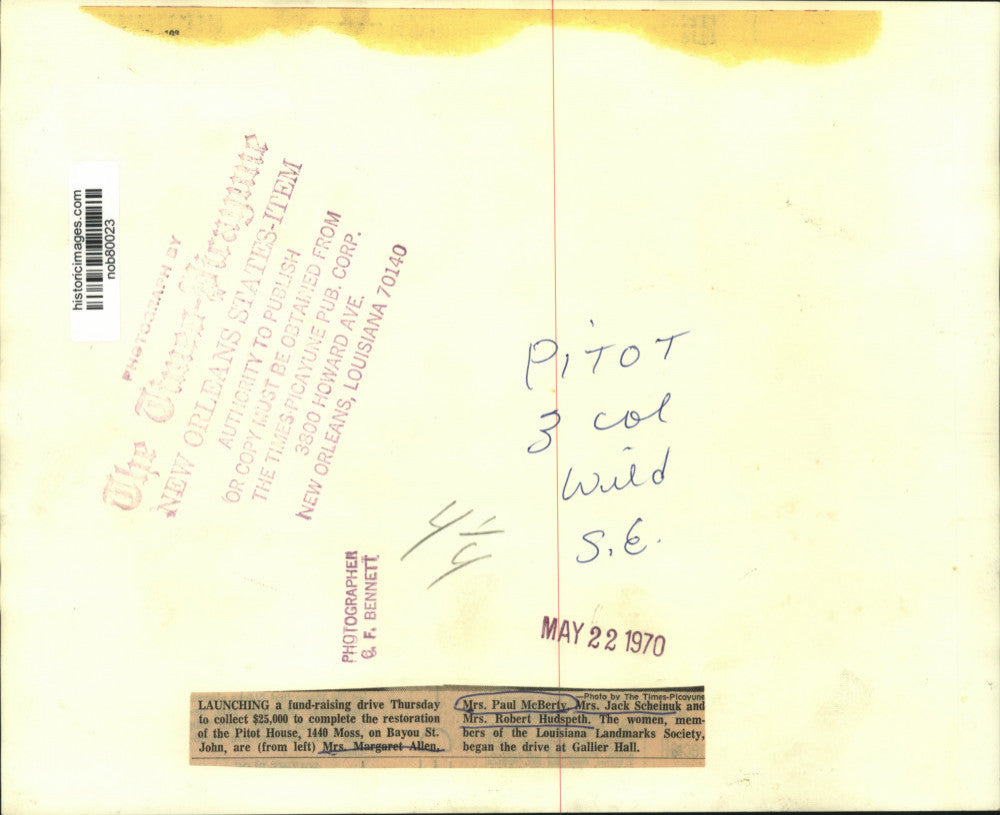 109
historicimages.com
nob80023
PHOTOGRAPH BY
The Times-Picayune
NEW ORLEANS STATES-ITEM
AUTHORITY TO PUBLISH
OR COPY MUST BE OBTAINED FROM
THE TIMES-PICAYUNE PUB. CORP.
3800 HOWARD AVE.
NEW ORLEANS, LOUISIANA 70140
PITOT
3 col
Wild
S.E.
4 1/4
PHOTOGRAPHER
G. F. BENNETT
MAY 22 1970
LAUNCHING a fund-raising drive Thursday
to collect $25,000 to complete the restoration
of the Pitot House, 1440 Moss, on Bayou St.
John, are (from left) Mrs. Margaret Allen,
—Photo by The Times-Picayune
Mrs. Paul McBerty, Mrs. Jack Scheinuk and
Mrs. Robert Hudspeth. The women, mem-
bers of the Louisiana Landmarks Society,
began the drive at Gallier Hall.